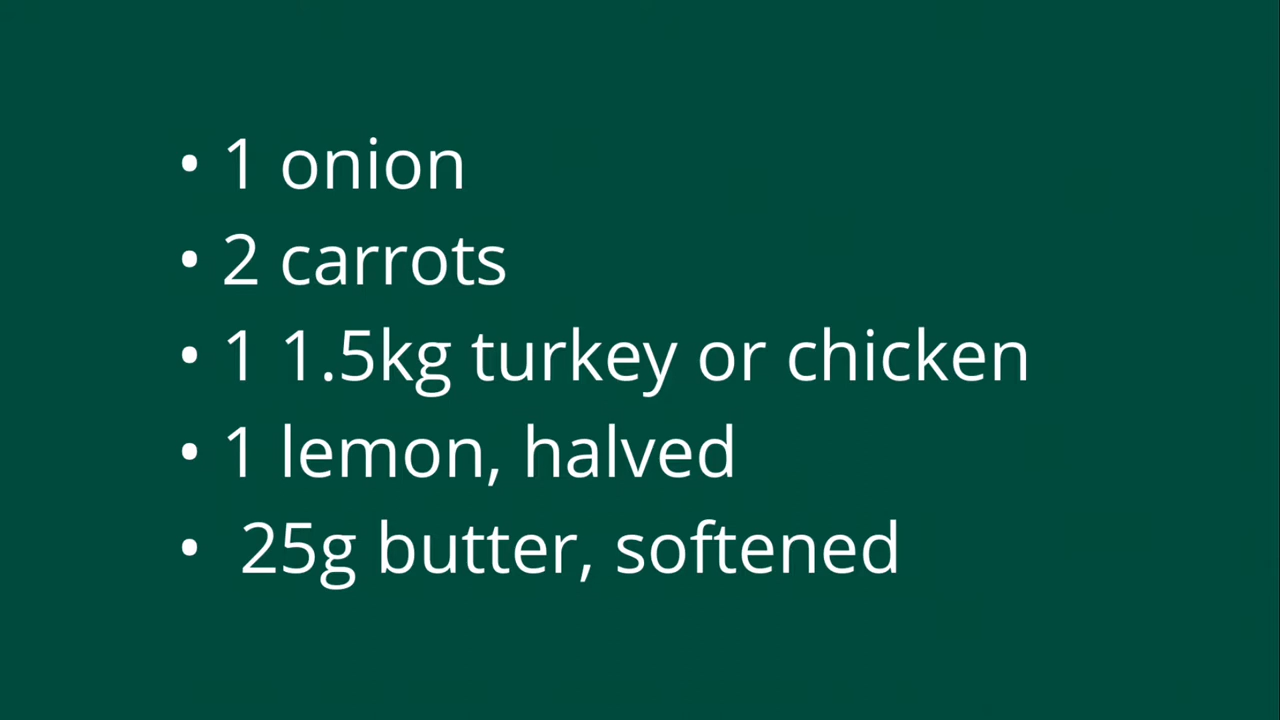 • 1 onion
• 2 carrots
• 1 1.5kg turkey or chicken
• 1 lemon, halved
• 25g butter, softened